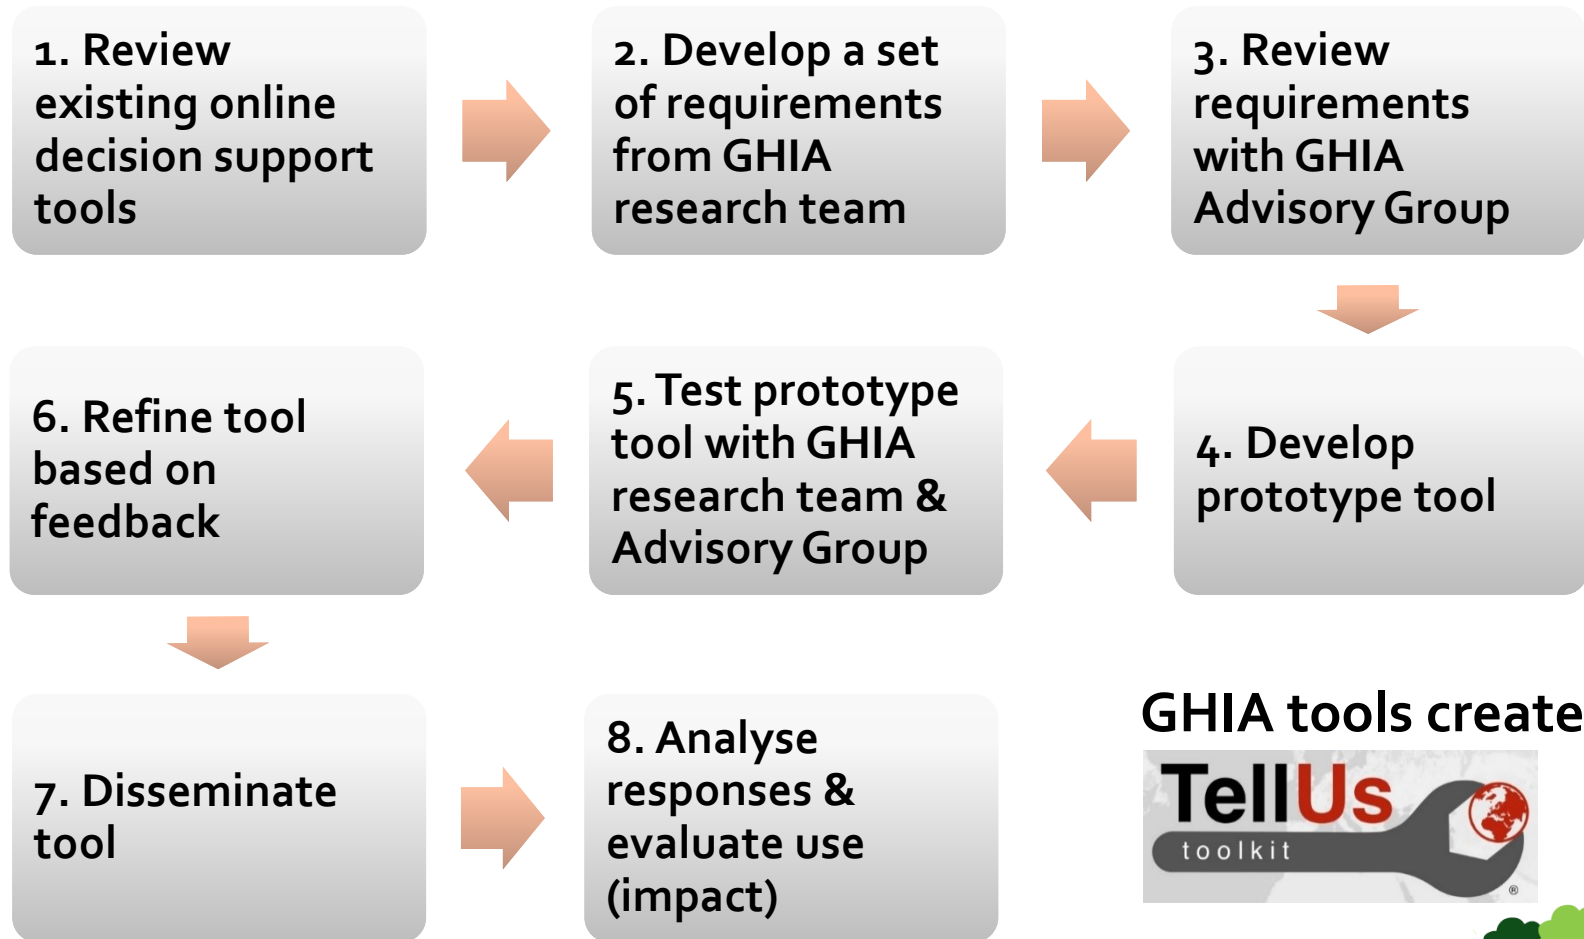 1. Review
existing online
decision support
tools
2. Develop a set
of requirements
from GHIA
research team
3. Review
requirements
with GHIA
Advisory Group
4. Develop
prototype tool
5. Test prototype
tool with GHIA
research team &
Advisory Group
6. Refine tool
based on
feedback
7. Disseminate
tool
8. Analyse
responses &
evaluate use
(impact)
GHIA tools create
TellUs
toolkit
®